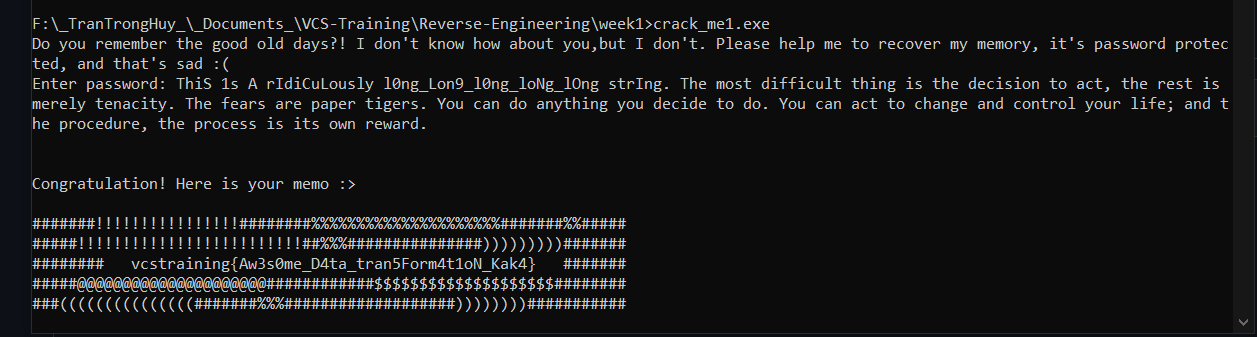 F:\_TranTrongHuy_\_Documents_\VCS-Training\Reverse-Engineering\week1>crack_me1.exe
Do you remember the good old days?! I don't know how about you,but I don't. Please help me to recover my memory, it's password protec
ted, and that's sad :(
Enter password: ThiS 1s A rIdiCuLously l0ng_Lon9_l0ng_loNg_lOng strIng. The most difficult thing is the decision to act, the rest is
merely tenacity. The fears are paper tigers. You can do anything you decide to do. You can act to change and control your life; and t
he procedure, the process is its own reward.
Congratulation! Here is your memo :>
#######!!!!!!!!!!!!!!!!########%%%%%%%%%%%%%%%%%%%%%#######%%#####
#####!!!!!!!!!!!!!!!!!!!!!!!!!##%%%###############)))))))))#######
########   vcstraining{Aw3s0me_D4ta_tran5Form4t1oN_Kak4}   #######
#####@@@@@@@@@@@@@@@@@@@@@############$$$$$$$$$$$$$$$$$$$$########
###(((((((((((((((#######%%%###################))))))))###########